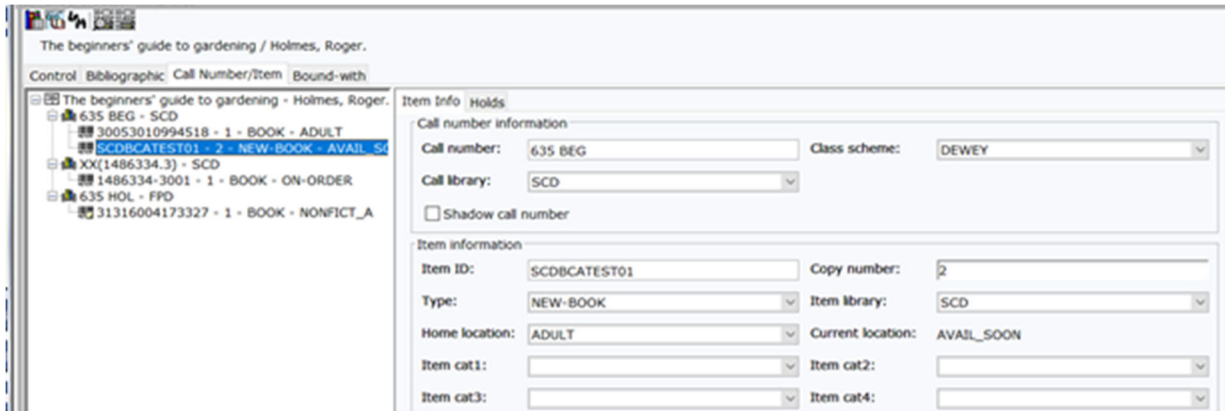 The beginners' guide to gardening / Holmes, Roger.
Control Bibliographic Call Number/Item Bound-with
The beginners' guide to gardening - Holmes, Roger.
635 BEG - SCD
30053010994518 - 1 - BOOK - ADULT
SCDBCATEST01 - 2 - NEW-BOOK - AVAIL_SO
XX(1486334.3) - SCD
1486334-3001 - 1 - BOOK - ON-ORDER
635 HOL - FPD
31316004173327 - 1 - BOOK - NONFICT_A
Item Info Holds
Call number information
Call number: 635 BEG Class scheme: DEWEY
Call library: SCD
Shadow call number
Item information
Item ID: SCDBCATEST01 Copy number: 2
Type: NEW-BOOK Item library: SCD
Home location: ADULT Current location: AVAIL_SOON
Item cat1: Item cat2:
Item cat3: Item cat4: